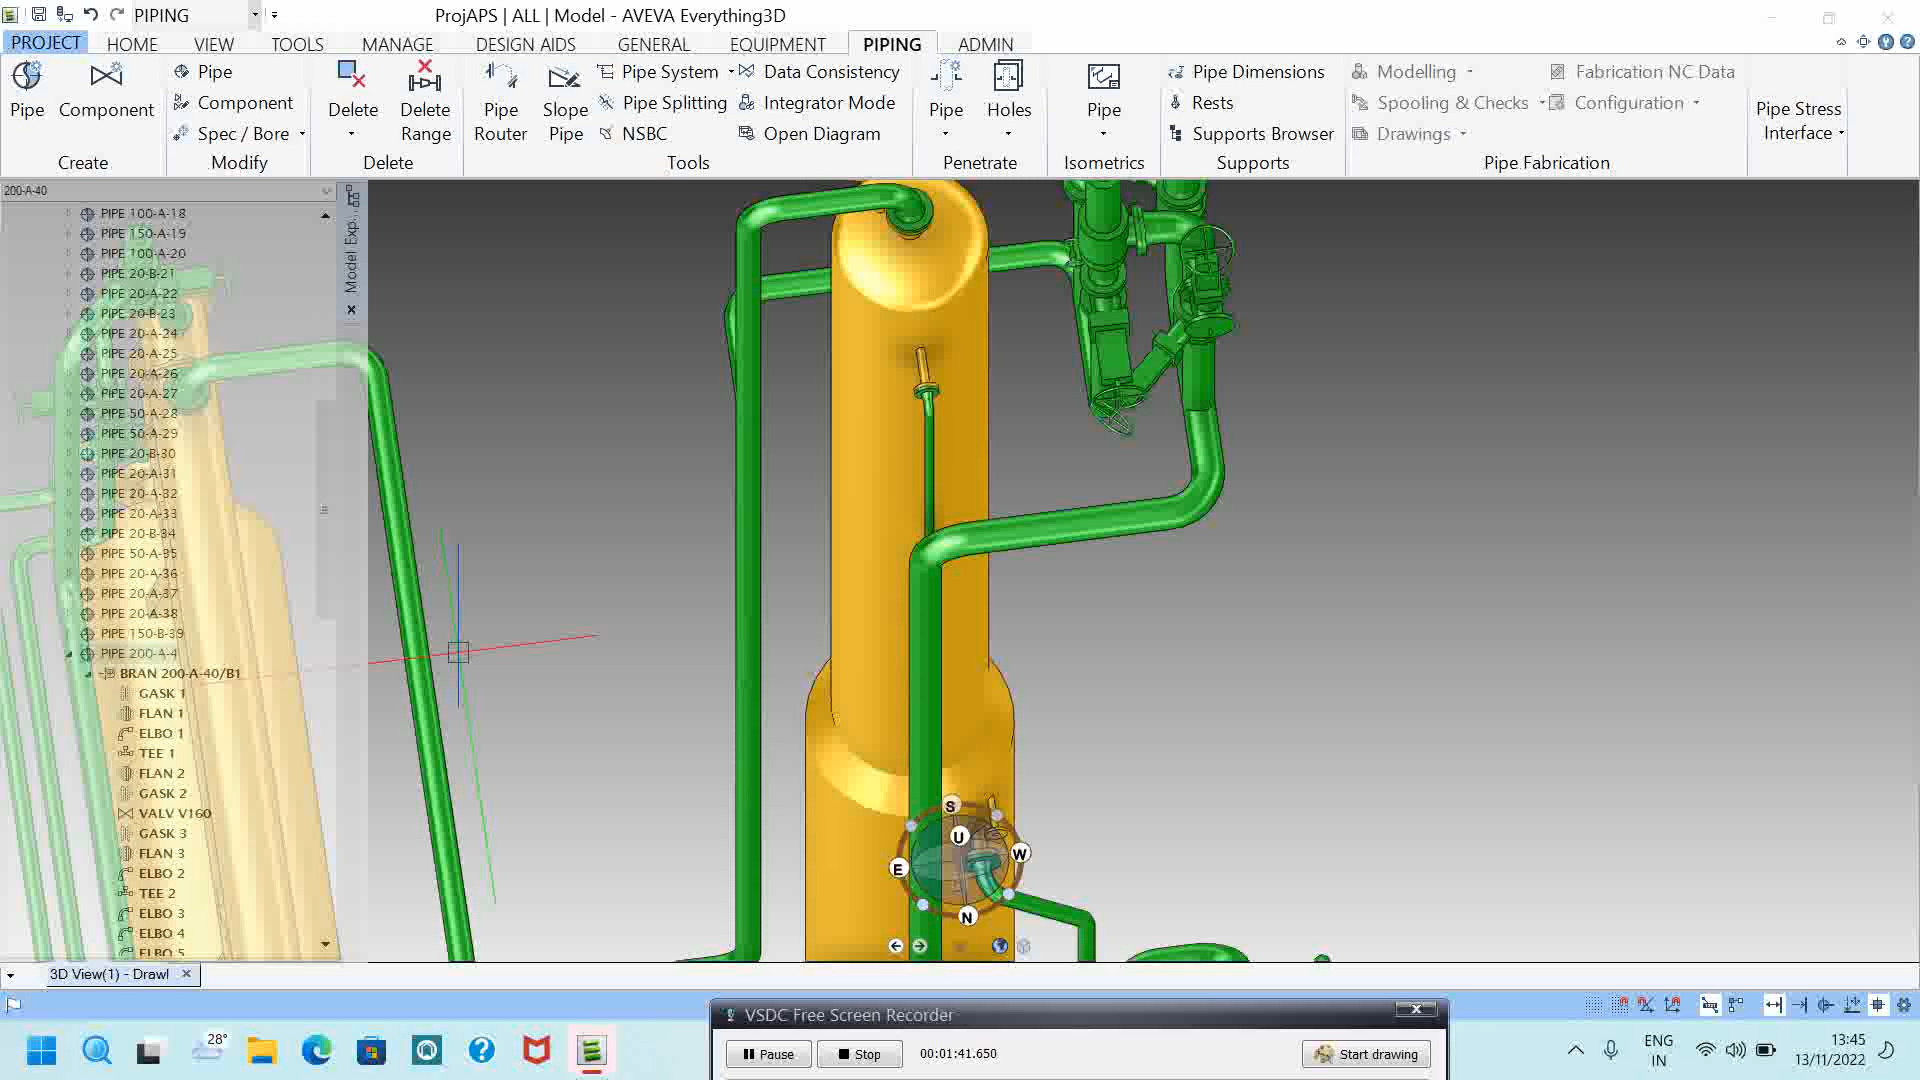 PIPING
ProjAPS | ALL | Model - AVEVA Everything3D
PROJECT HOME VIEW TOOLS MANAGE DESIGN AIDS GENERAL EQUIPMENT PIPING ADMIN
Pipe
Component
Create
Pipe
Component
Spec / Bore
Modify
Delete
Delete Range
Delete
Pipe Router
Slope Pipe
Pipe System
Pipe Splitting
NSBC
Data Consistency
Integrator Mode
Open Diagram
Tools
Pipe
Holes
Penetrate
Pipe
Isometrics
Pipe Dimensions
Rests
Supports Browser
Supports
Modelling
Spooling & Checks
Drawings
Fabrication NC Data
Configuration
Pipe Fabrication
Pipe Stress
Interface
200-A-40
Model Exp...
PIPE 100-A-18
PIPE 150-A-19
PIPE 100-A-20
PIPE 20-B-21
PIPE 20-A-22
PIPE 20-B-23
PIPE 20-A-24
PIPE 20-A-25
PIPE 20-A-26
PIPE 20-A-27
PIPE 50-A-28
PIPE 50-A-29
PIPE 20-B-30
PIPE 20-A-31
PIPE 20-A-32
PIPE 20-A-33
PIPE 20-B-34
PIPE 50-A-35
PIPE 20-A-36
PIPE 20-A-37
PIPE 20-A-38
PIPE 150-B-39
PIPE 200-A-4
BRAN 200-A-40/B1
GASK 1
FLAN 1
ELBO 1
TEE 1
FLAN 2
GASK 2
VALV V160
GASK 3
FLAN 3
ELBO 2
TEE 2
ELBO 3
ELBO 4
ELBO 5
S
U
W
E
N
3D View(1) - Drawl
VSDC Free Screen Recorder
Pause
Stop
00:01:41.650
Start drawing
28°
ENG
IN
13:45
13/11/2022